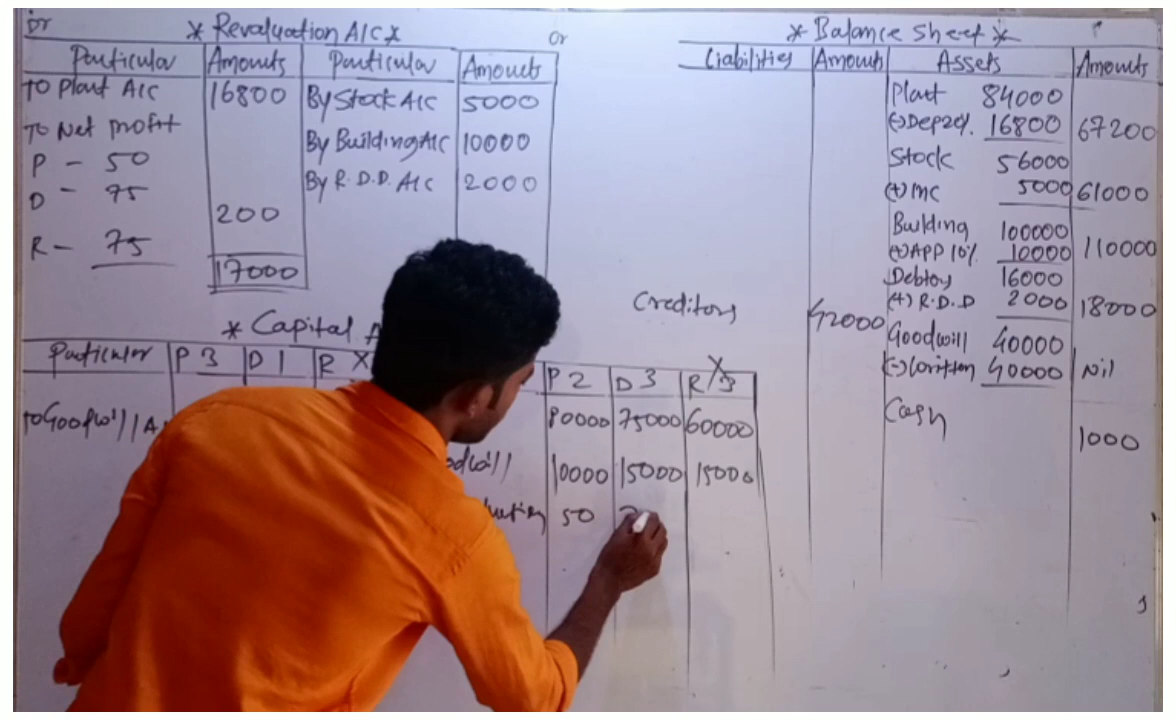 Dr * Revaluation A/C * Cr
Particular Amounts Particular Amount
To Plant A/C 16800 By Stock A/C 5000
To Net profit By Building A/C 10000
P - 50 By R.D.D. A/C 2000
D - 75
200
R - 75
17000
* Capital A
Particular P 3 D 1 R X P 2 D 3 R/3 X
80000 75000 60000
To Goodwill/A
odwill 10000 15000 15000
uation 50
* Balance Sheet *
Liabilities Amounts Assets Amounts
Plant 84000
(-) Dep 20%. 16800 67200
Stock 56000
(+) mc 5000 61000
Building 100000
(+) APP 10% 10000 110000
Debtors 16000
Creditors 42000 (+) R.D.D 2000 18000
Goodwill 40000
(-) Written 40000 Nil
Cash
1000